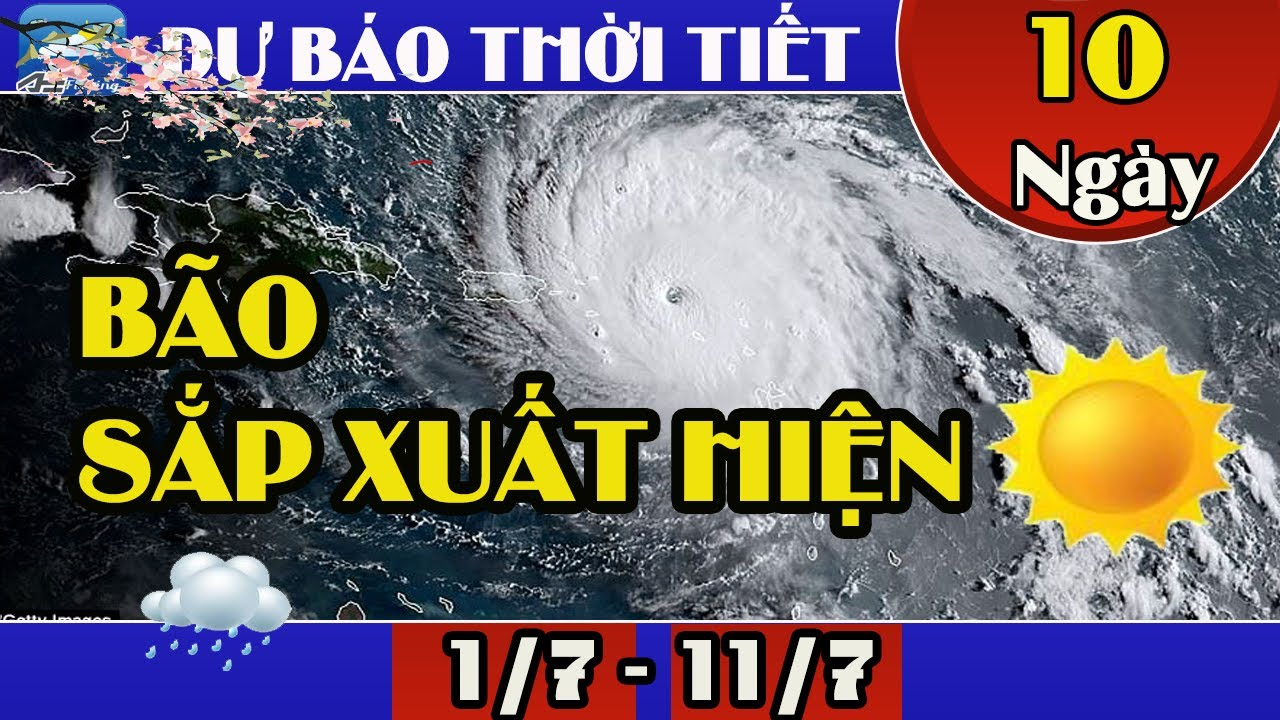 DỰ BÁO THỜI TIẾT
10
Ngày
BÃO
SẮP XUẤT HIỆN
1/7 - 11/7